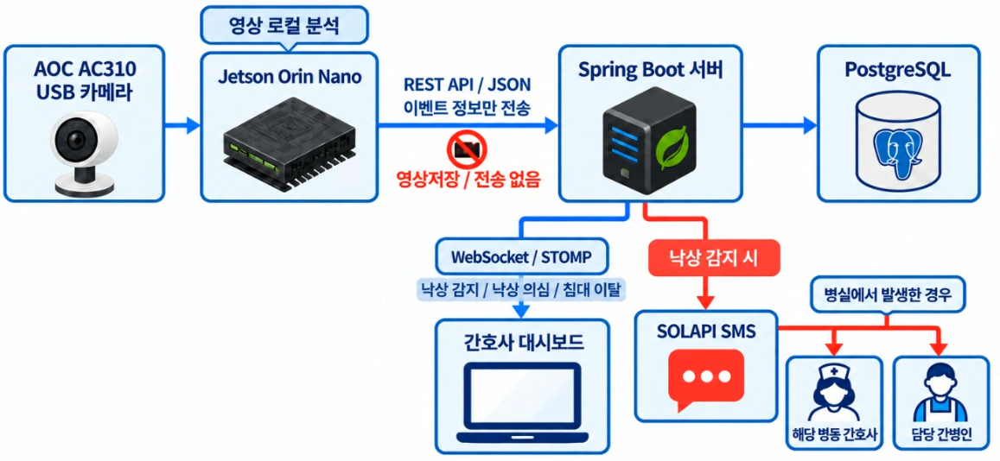 영상 로컬 분석
AOC AC310
USB 카메라
Jetson Orin Nano
REST API / JSON
이벤트 정보만 전송
영상저장 / 전송 없음
Spring Boot 서버
PostgreSQL
WebSocket / STOMP
낙상 감지 / 낙상 의심 / 침대 이탈
간호사 대시보드
낙상 감지 시
SOLAPI SMS
병실에서 발생한 경우
해당 병동 간호사
담당 간병인